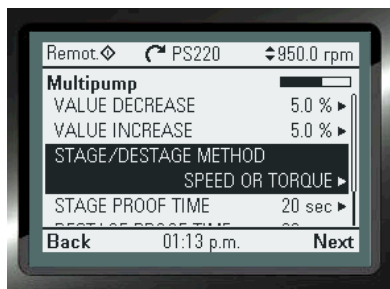 Remot. PS220 950.0 rpm
Multipump
VALUE DECREASE 5.0 %
VALUE INCREASE 5.0 %
STAGE/DESTAGE METHOD
SPEED OR TORQUE
STAGE PROOF TIME 20 sec
Back 01:13 p.m. Next